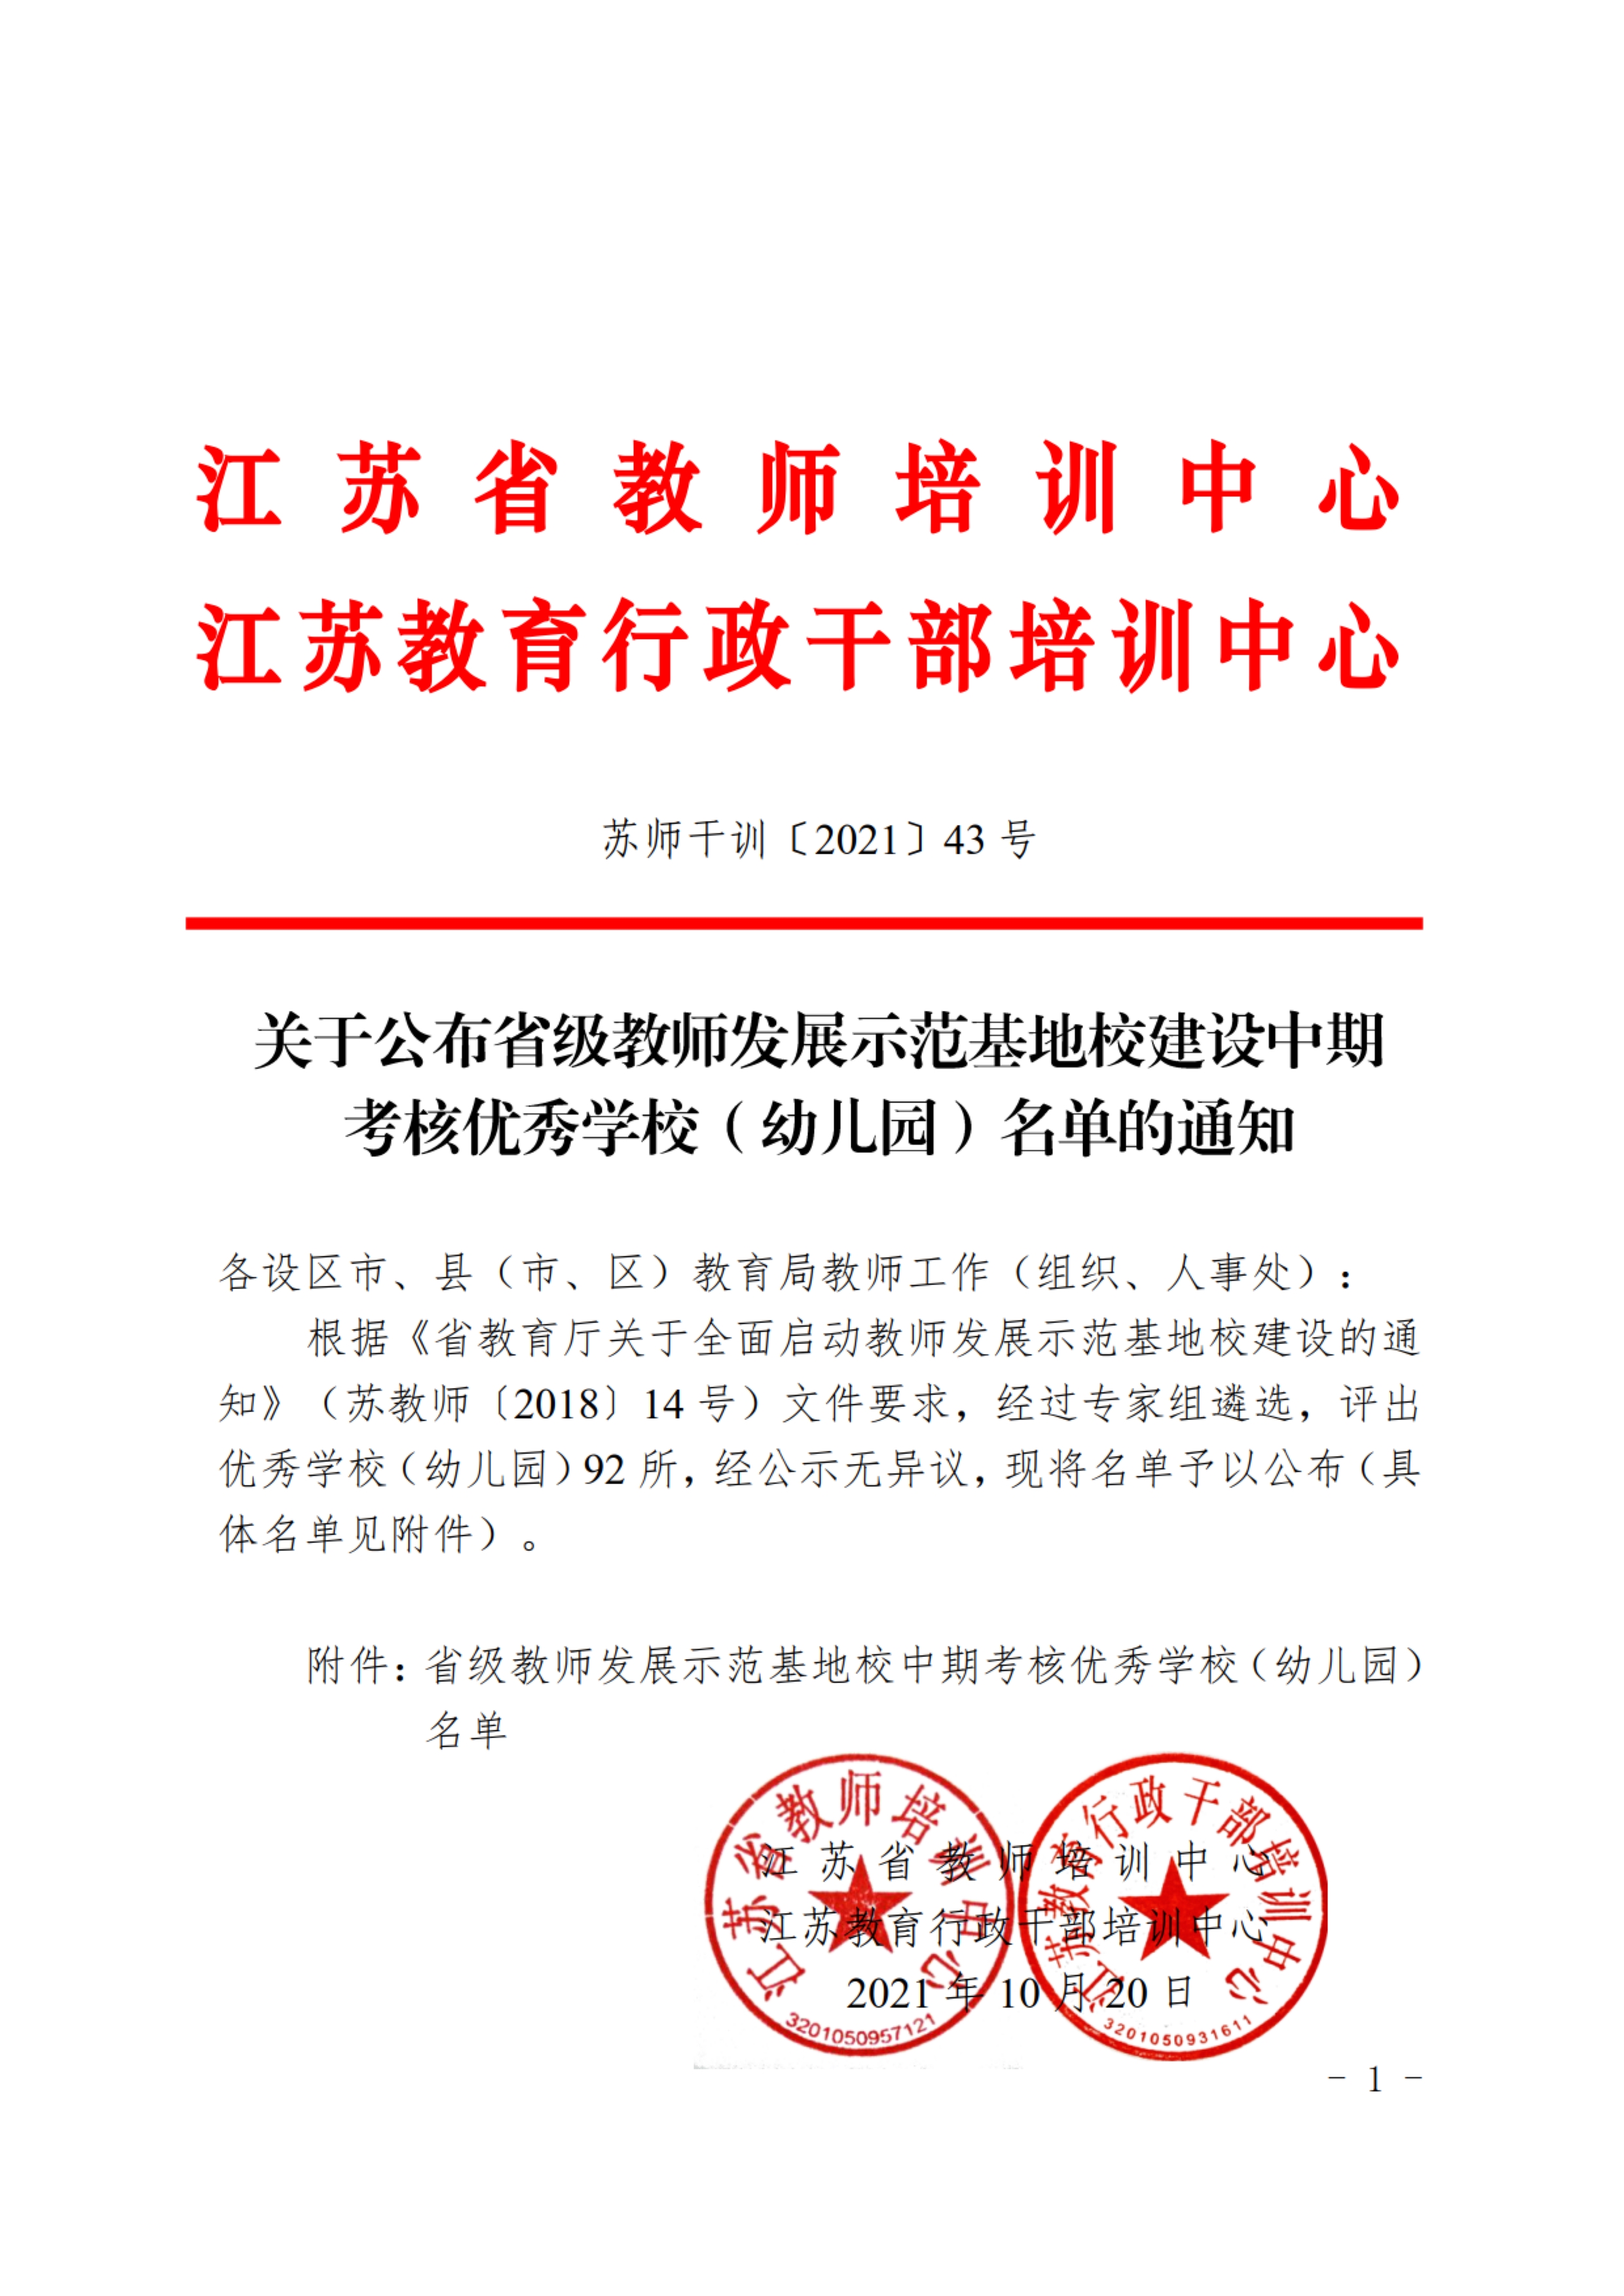 江苏省教师培训中心
江苏教育行政干部培训中心
苏师干训〔2021〕43 号
关于公布省级教师发展示范基地校建设中期
考核优秀学校（幼儿园）名单的通知
各设区市、县（市、区）教育局教师工作（组织、人事处）：
根据《省教育厅关于全面启动教师发展示范基地校建设的通
知》（苏教师〔2018〕14 号）文件要求，经过专家组遴选，评出
优秀学校（幼儿园）92 所，经公示无异议，现将名单予以公布（具
体名单见附件）。
附件：省级教师发展示范基地校中期考核优秀学校（幼儿园）
名单
江苏省教师培训中心
江苏教育行政干部培训中心
2021 年 10 月 20 日
江苏省教师培训中心
3201050957121
江苏教育行政干部培训中心
3201050931611
- 1 -